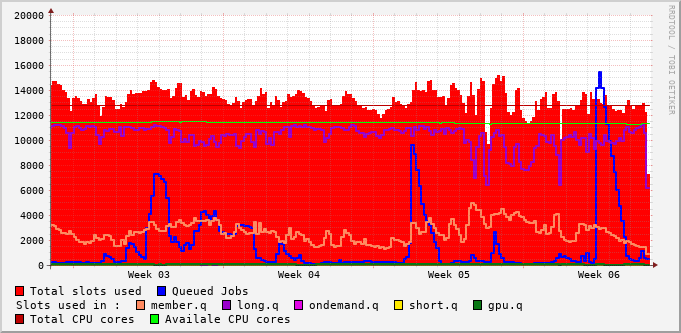 20000
18000
16000
14000
12000
10000
8000
6000
4000
2000
0
Week 03 Week 04 Week 05 Week 06
RRDTOOL / TOBI OETIKER
Total slots used Queued Jobs
Slots used in : member.q long.q ondemand.q short.q gpu.q
Total CPU cores Availale CPU cores